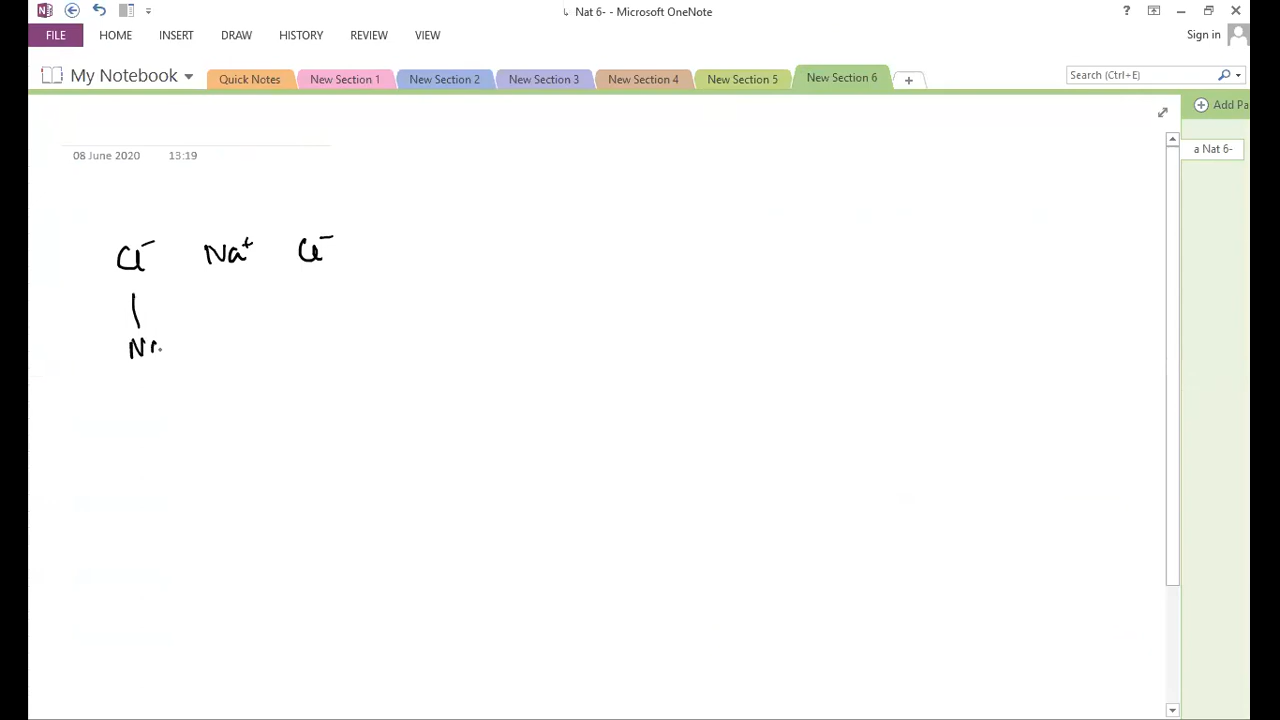 Nat 6- - Microsoft OneNote
?
FILE HOME INSERT DRAW HISTORY REVIEW VIEW
Sign in
My Notebook
Quick Notes New Section 1 New Section 2 New Section 3 New Section 4 New Section 5 New Section 6 +
Search (Ctrl+E)
Add Pa
a Nat 6-
08 June 2020 13:19
Cl⁻ Na⁺ Cl⁻